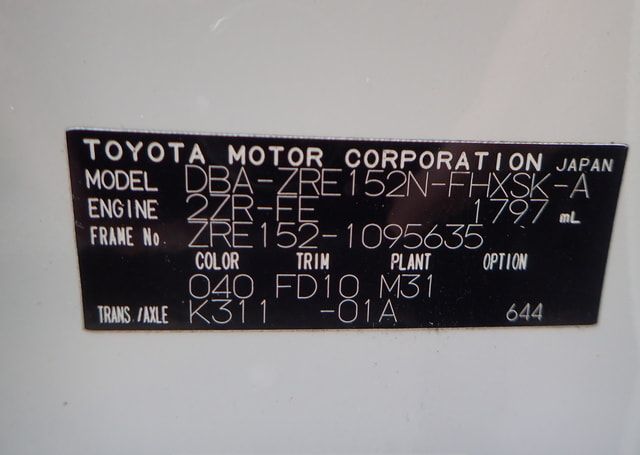 TOYOTA MOTOR CORPORATION JAPAN
MODEL DBA-ZRE152N-FHXSK-A
ENGINE 2ZR-FE 1797 mL
FRAME No ZRE152-1095635
COLOR TRIM PLANT OPTION
040 FD10 M31
TRANS./AXLE K311 -01A 644